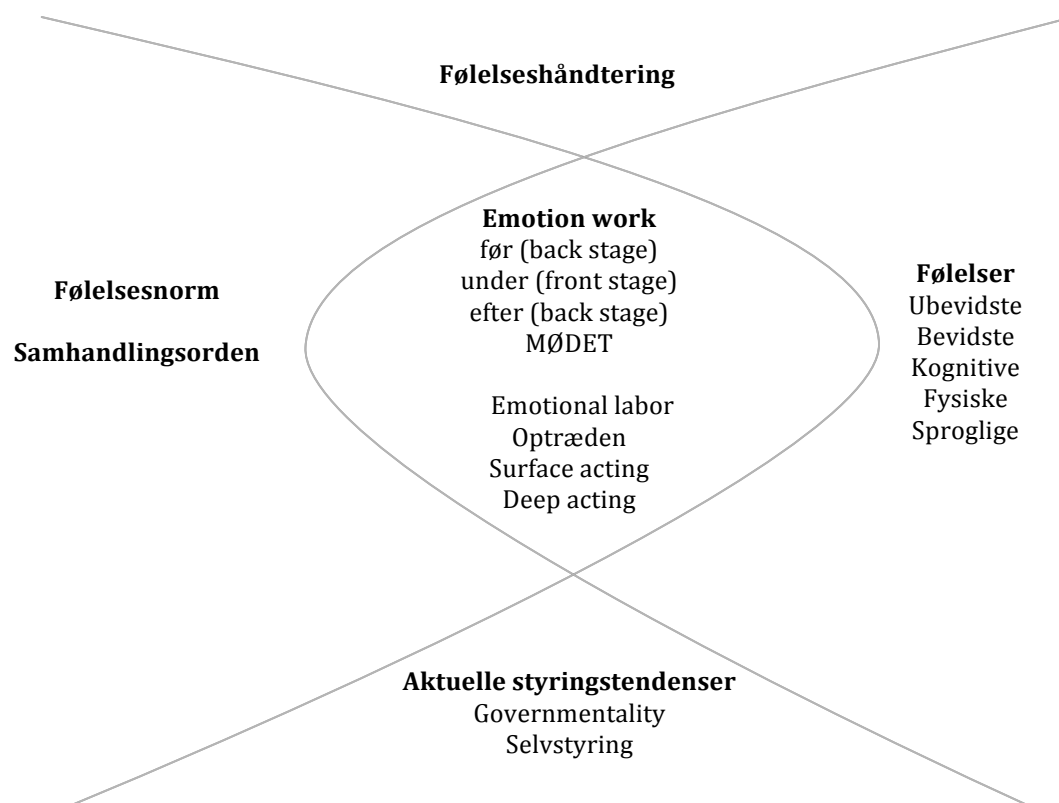 Følelseshåndtering
Emotion work
før (back stage)
under (front stage)
efter (back stage)
MØDET
Emotional labor
Optræden
Surface acting
Deep acting
Følelsesnorm
Samhandlingsorden
Følelser
Ubevidste
Bevidste
Kognitive
Fysiske
Sproglige
Aktuelle styringstendenser
Governmentality
Selvstyring